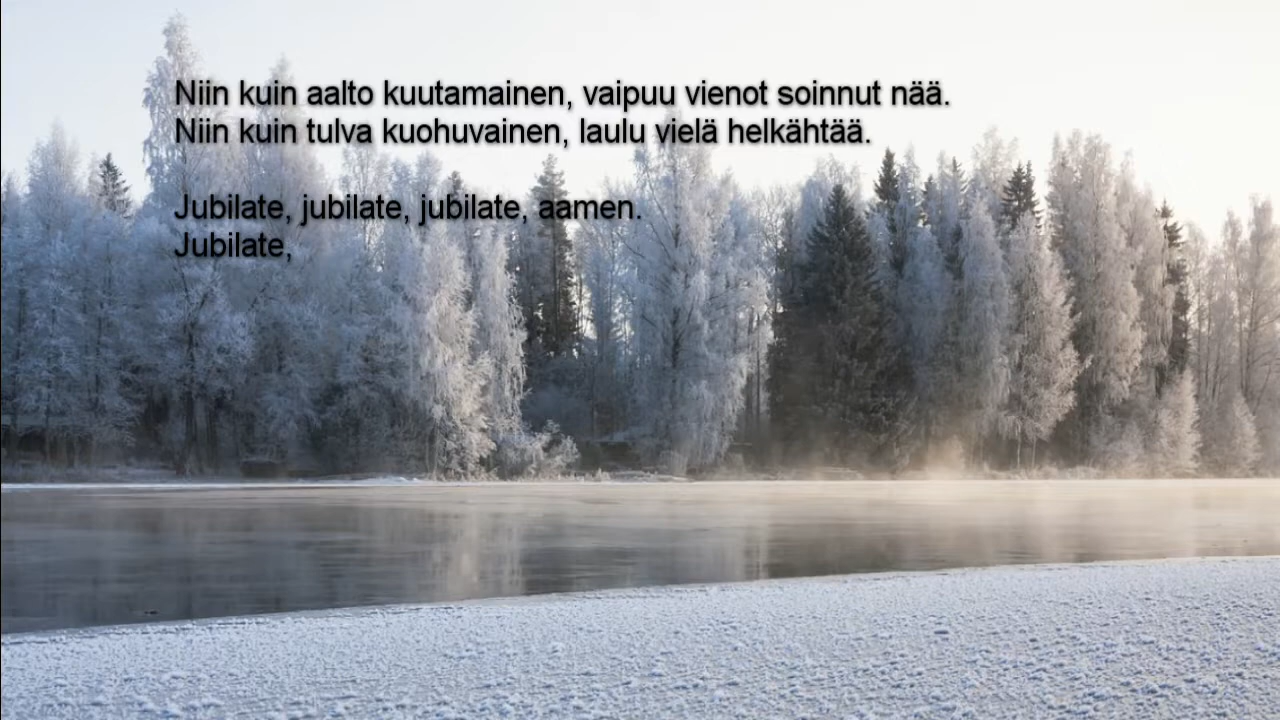 Niin kuin aalto kuutamainen, vaipuu vienot soinnut nää.
Niin kuin tulva kuohuvainen, laulu vielä helkähtää.
Jubilate, jubilate, jubilate, aamen.
Jubilate,